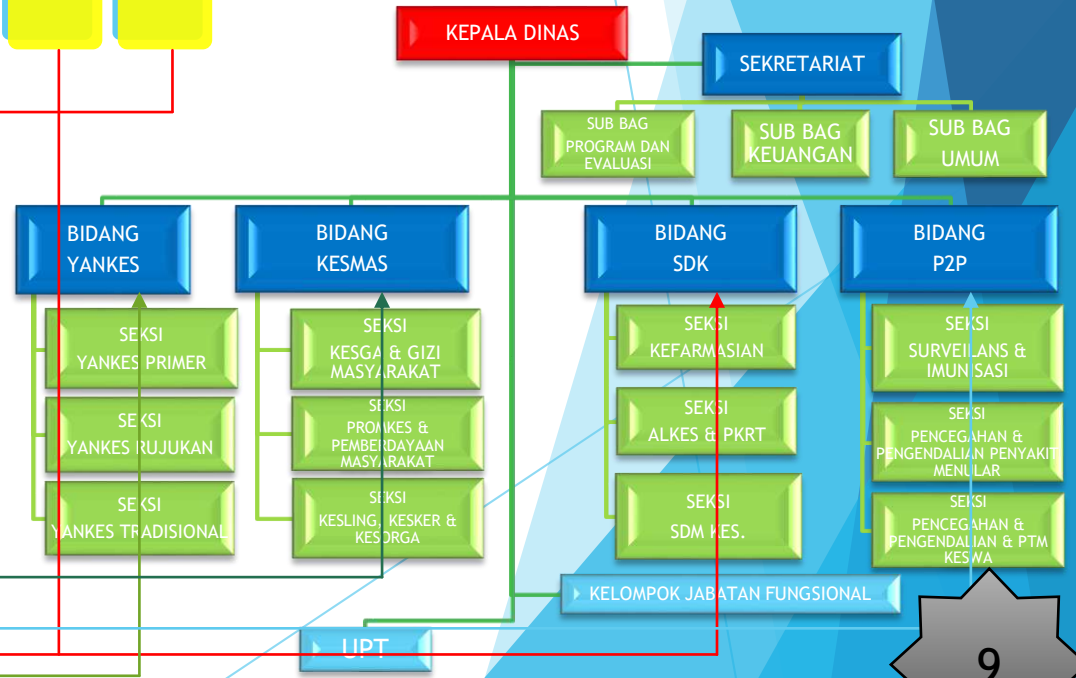 KEPALA DINAS
SEKRETARIAT
SUB BAG
PROGRAM DAN
EVALUASI
SUB BAG
KEUANGAN
SUB BAG
UMUM
BIDANG
YANKES
BIDANG
KESMAS
BIDANG
SDK
BIDANG
P2P
SEKSI
YANKES PRIMER
SEKSI
YANKES RUJUKAN
SEKSI
YANKES TRADISIONAL
SEKSI
KESGA & GIZI
MASYARAKAT
SEKSI
PROMKES &
PEMBERDAYAAN
MASYARAKAT
SEKSI
KESLING, KESKER &
KESORGA
SEKSI
KEFARMASIAN
SEKSI
ALKES & PKRT
SEKSI
SDM KES.
SEKSI
SURVEILANS &
IMUNISASI
SEKSI
PENCEGAHAN &
PENGENDALIAN PENYAKIT
MENULAR
SEKSI
PENCEGAHAN &
PENGENDALIAN & PTM
KESWA
KELOMPOK JABATAN FUNGSIONAL
UPT
9